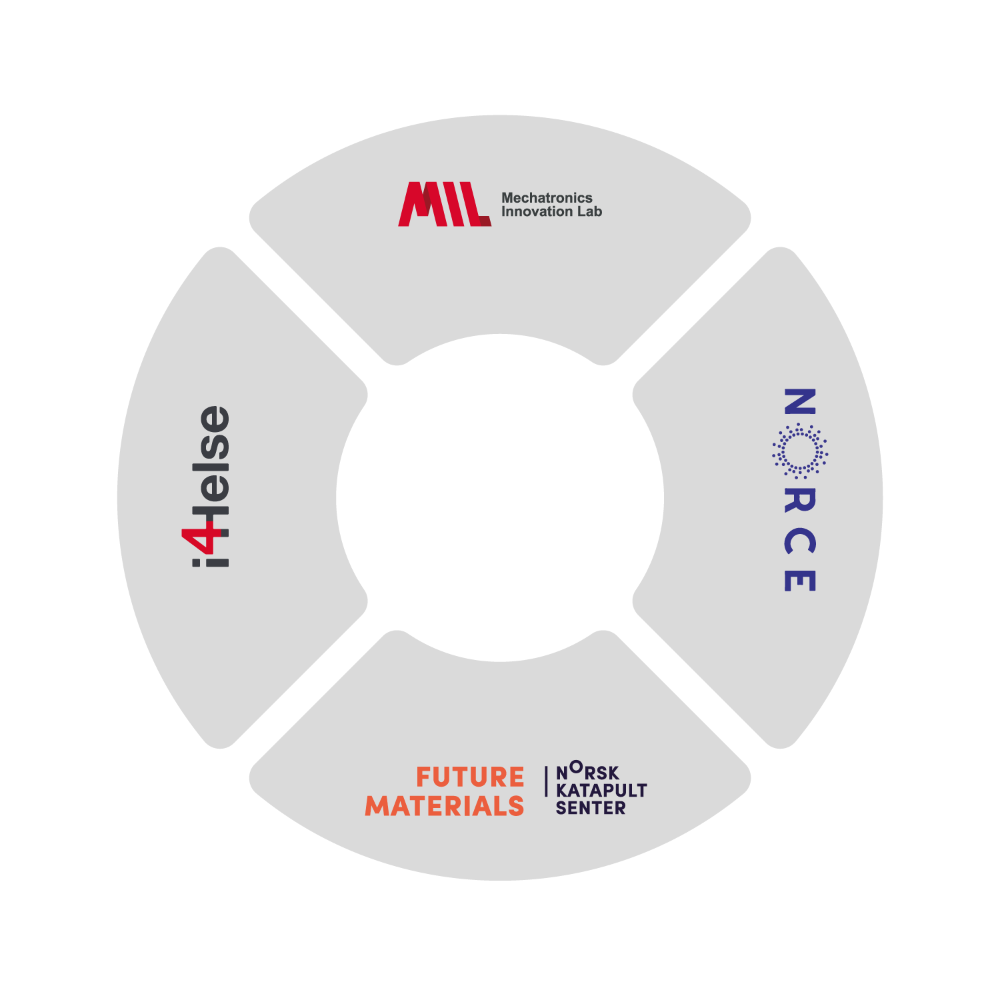 MIL
Mechatronics
Innovation Lab
i4Helse
NORCE
FUTURE
MATERIALS
NORSK
KATAPULT
SENTER